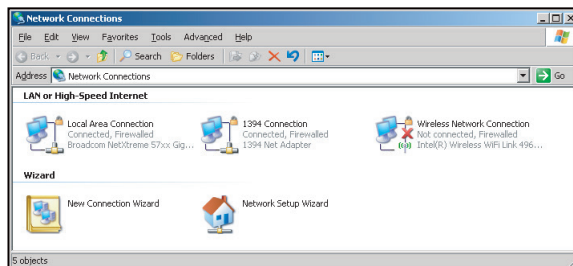 Network Connections
File Edit View Favorites Tools Advanced Help
Back Search Folders
Address Network Connections Go
LAN or High-Speed Internet
Local Area Connection
Connected, Firewalled
Broadcom NetXtreme 57xx Gig...
1394 Connection
Connected, Firewalled
1394 Net Adapter
Wireless Network Connection
Not connected, Firewalled
Intel(R) Wireless WiFi Link 496...
Wizard
New Connection Wizard
Network Setup Wizard
5 objects